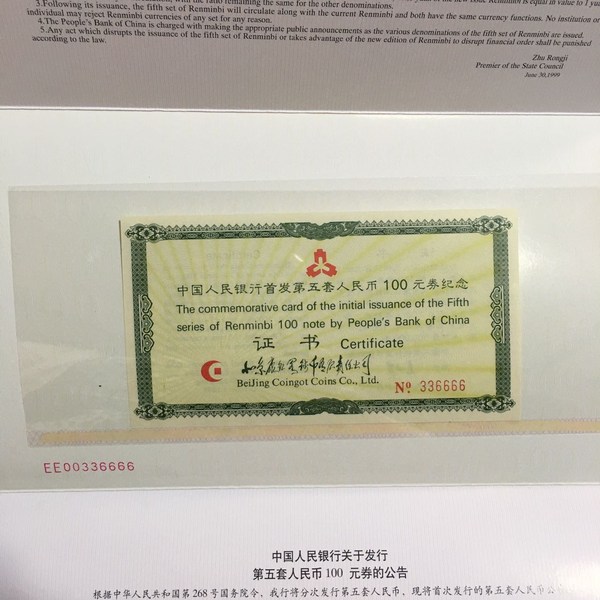 3.Following its issuance, the fifth set of Renminbi will circulate along with the current Renminbi and both have the same currency functions. No institution or
individual may reject Renminbi currencies of any set for any reason.
4.The People's Bank of China is charged with making the appropriate public announcements as the various denominations of the fifth set of Renminbi are issued.
5.Any act which disrupts the issuance of the fifth set of Renminbi or takes advantage of the new edition of Renminbi to disrupt financial order shall be punished
according to the law.
Zhu Rongji
Premier of the State Council
June 30,1999
中国人民银行首发第五套人民币 100 元券纪念
The commemorative card of the initial issuance of the Fifth
series of Renminbi 100 note by People's Bank of China
证书 Certificate
BeiJing Coingot Coins Co., Ltd.
No. 336666
EE00336666
中国人民银行关于发行
第五套人民币 100 元券的公告
根据中华人民共和国第 268 号国务院令、我行将分次发行第五套人民币、现将首次发行的第五套人民币